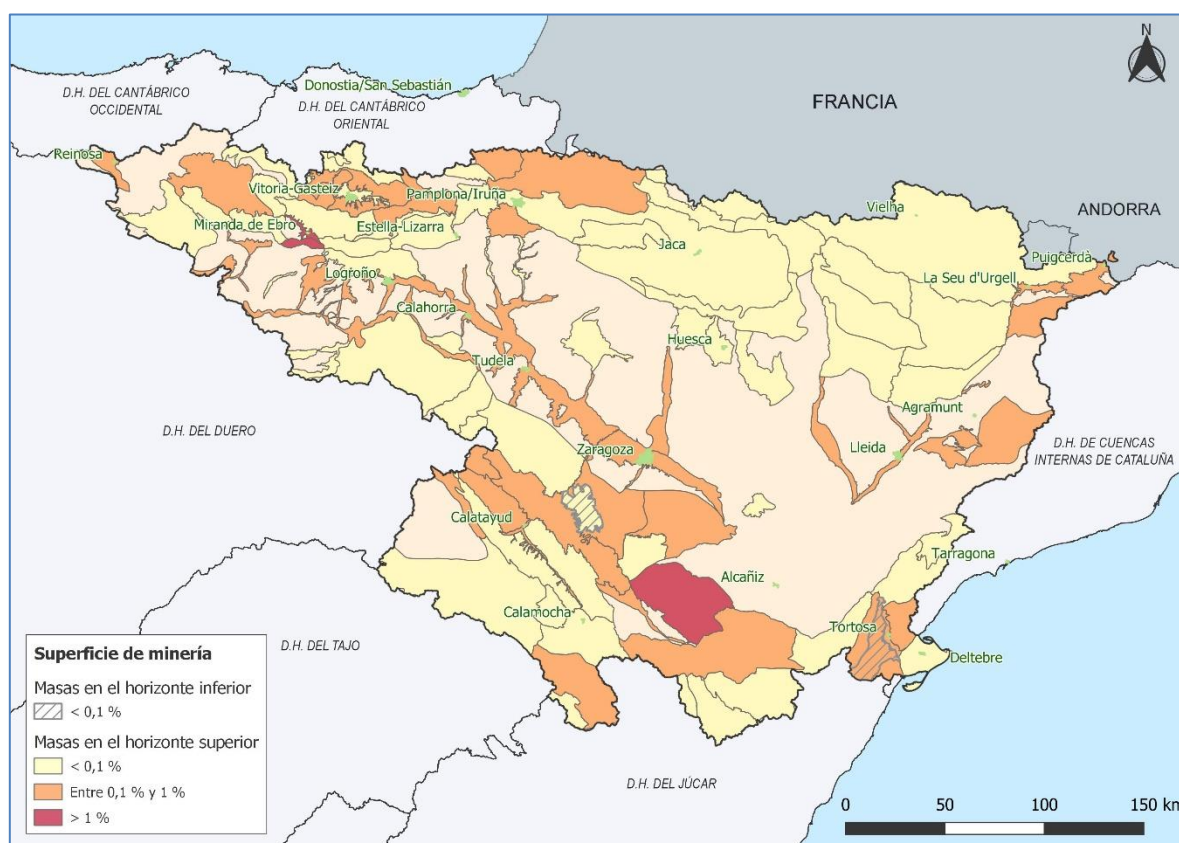 N
Donostia/San Sebastián
D.H. DEL CANTÁBRICO
OCCIDENTAL
D.H. DEL CANTÁBRICO
ORIENTAL
FRANCIA
Reinosa
Vitoria-Gasteiz
Pamplona/Iruña
Vielha
ANDORRA
Miranda de Ebro
Estella-Lizarra
Jaca
Puigcerdà
La Seu d'Urgell
Logroño
Calahorra
Huesca
Tudela
Agramunt
D.H. DEL DUERO
Zaragoza
Lleida
D.H. DE CUENCAS
INTERNAS DE CATALUÑA
Calatayud
Tarragona
Alcañiz
Calamocha
Tortosa
D.H. DEL TAJO
Deltebre
Superficie de minería
Masas en el horizonte inferior
< 0,1 %
Masas en el horizonte superior
< 0,1 %
Entre 0,1 % y 1 %
> 1 %
D.H. DEL JÚCAR
0 50 100 150 km